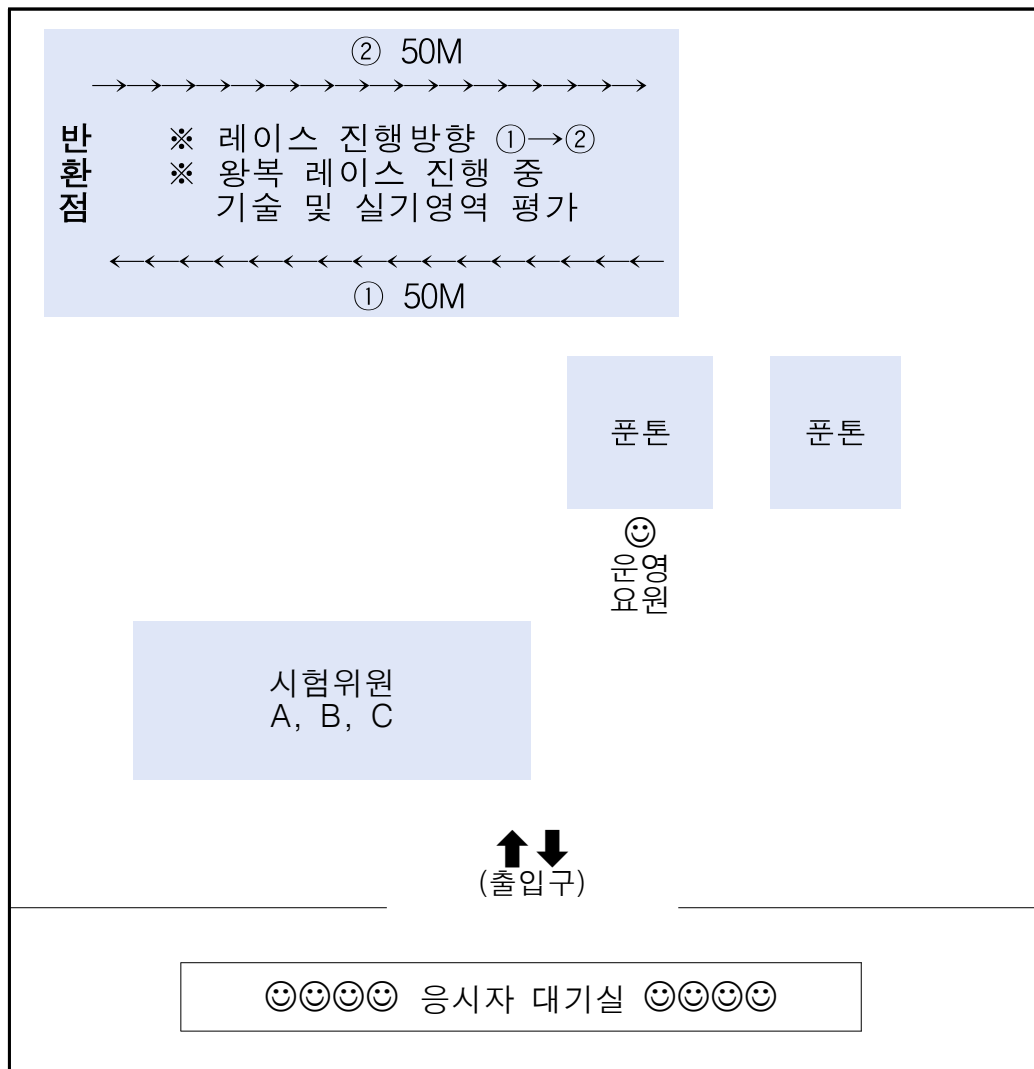 ② 50M
반환점
※ 레이스 진행방향 ①→②
※ 왕복 레이스 진행 중
기술 및 실기영역 평가
① 50M
푼톤
푼톤
운영
요원
시험위원
A, B, C
(출입구)
응시자 대기실